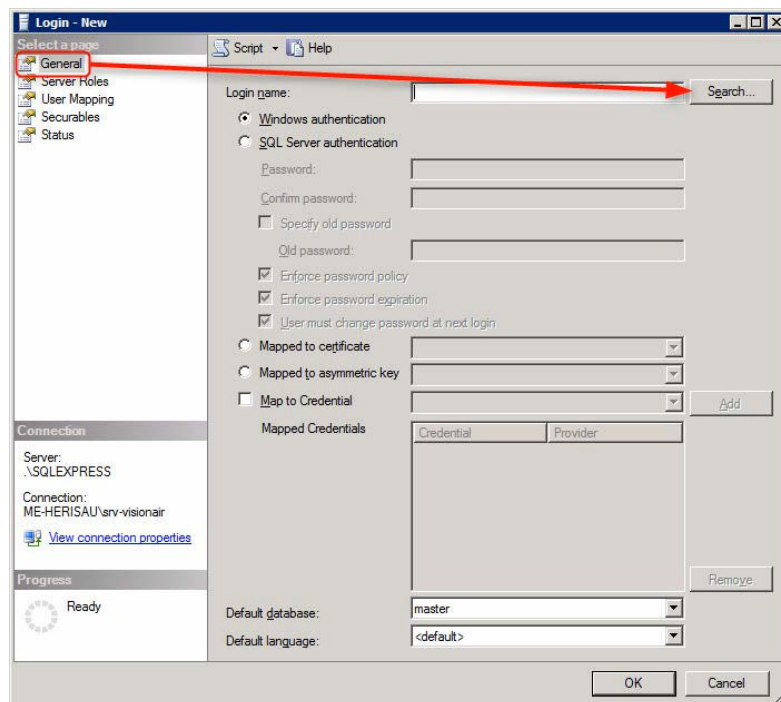 Login - New
Select a page
General
Server Roles
User Mapping
Securables
Status
Script
Help
Login name:
Search...
Windows authentication
SQL Server authentication
Password:
Confirm password:
Specify old password
Old password:
Enforce password policy
Enforce password expiration
User must change password at next login
Mapped to certificate
Mapped to asymmetric key
Map to Credential
Add
Mapped Credentials
Credential
Provider
Remove
Default database:
master
Default language:
<default>
Connection
Server:
.\SQLEXPRESS
Connection:
ME-HERISAU\srv-visionair
View connection properties
Progress
Ready
OK
Cancel